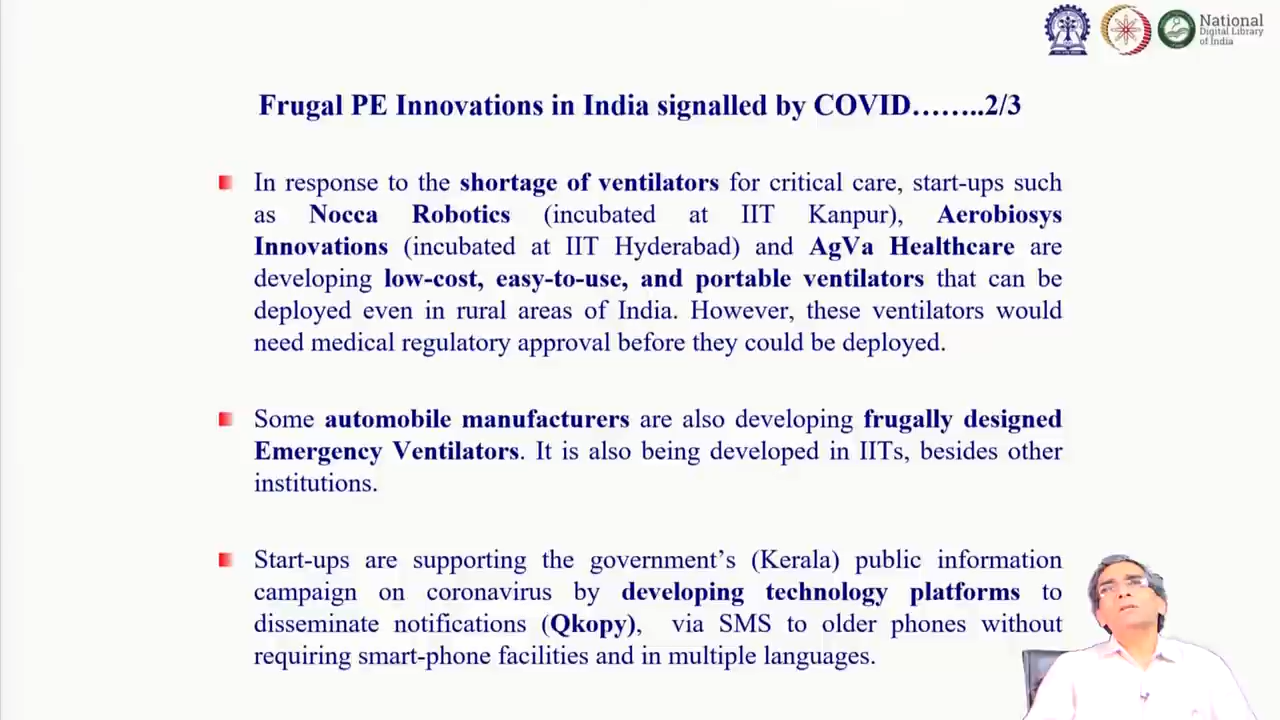 National
Digital Library
of India
Frugal PE Innovations in India signalled by COVID……..2/3
In response to the shortage of ventilators for critical care, start-ups such
as Nocca Robotics (incubated at IIT Kanpur), Aerobiosys
Innovations (incubated at IIT Hyderabad) and AgVa Healthcare are
developing low-cost, easy-to-use, and portable ventilators that can be
deployed even in rural areas of India. However, these ventilators would
need medical regulatory approval before they could be deployed.
Some automobile manufacturers are also developing frugally designed
Emergency Ventilators. It is also being developed in IITs, besides other
institutions.
Start-ups are supporting the government’s (Kerala) public information
campaign on coronavirus by developing technology platforms to
disseminate notifications (Qkopy), via SMS to older phones without
requiring smart-phone facilities and in multiple languages.